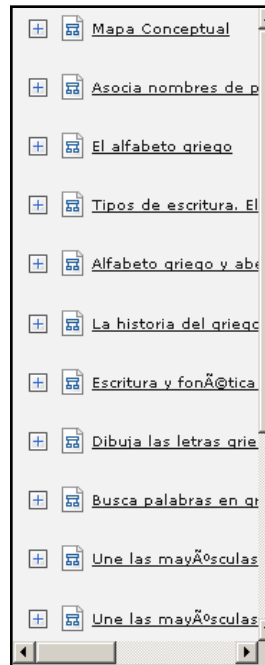 Mapa Conceptual
Asocia nombres de p
El alfabeto griego
Tipos de escritura. El
Alfabeto griego y abe
La historia del griego
Escritura y fonÃ©tica
Dibuja las letras grie
Busca palabras en gr
Une las mayÃºsculas
Une las mayÃºsculas